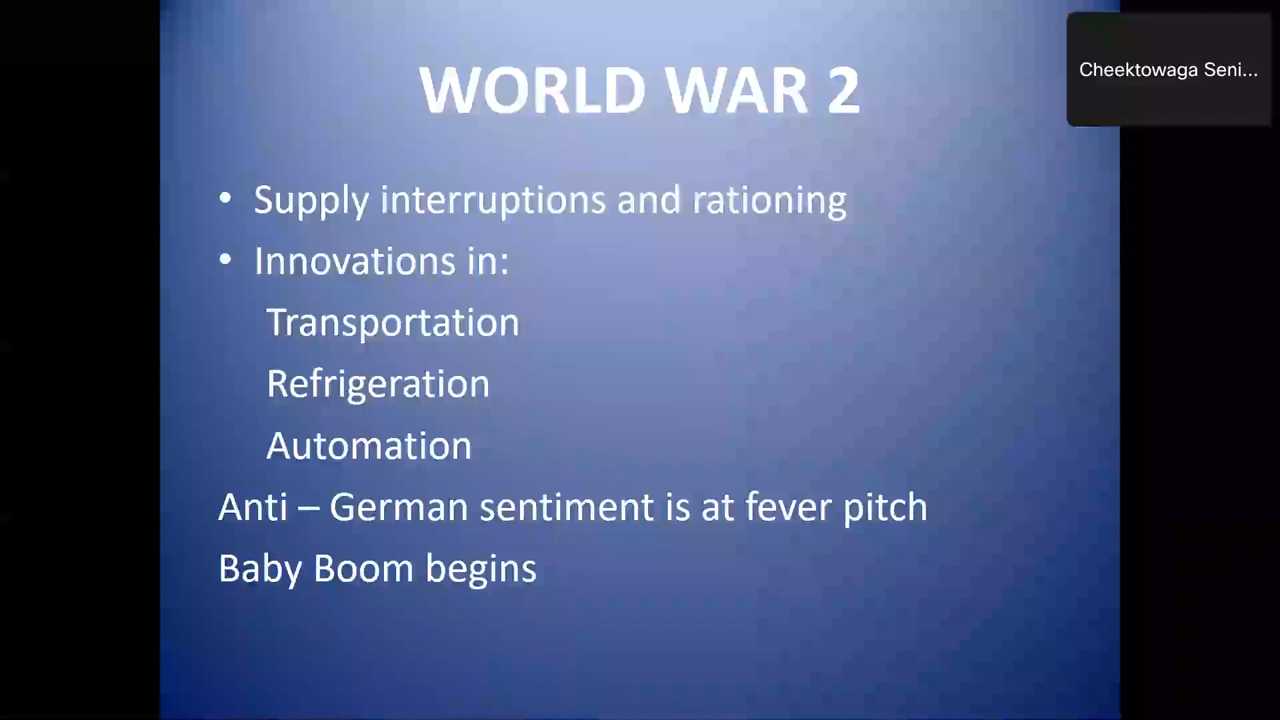 WORLD WAR 2
Cheektowaga Seni...
• Supply interruptions and rationing
• Innovations in:
Transportation
Refrigeration
Automation
Anti – German sentiment is at fever pitch
Baby Boom begins